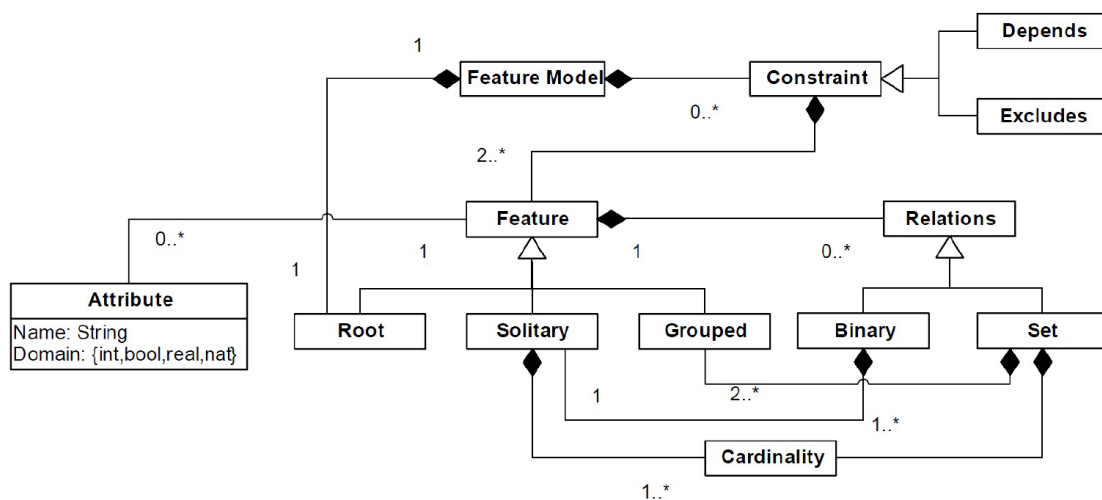 Depends
1
Feature Model
Constraint
0..*
Excludes
2..*
Feature
Relations
0..*
1
1
0..*
1
Attribute
Name: String
Domain: {int,bool,real,nat}
Root
Solitary
Grouped
Binary
Set
1
2..*
1..*
Cardinality
1..*